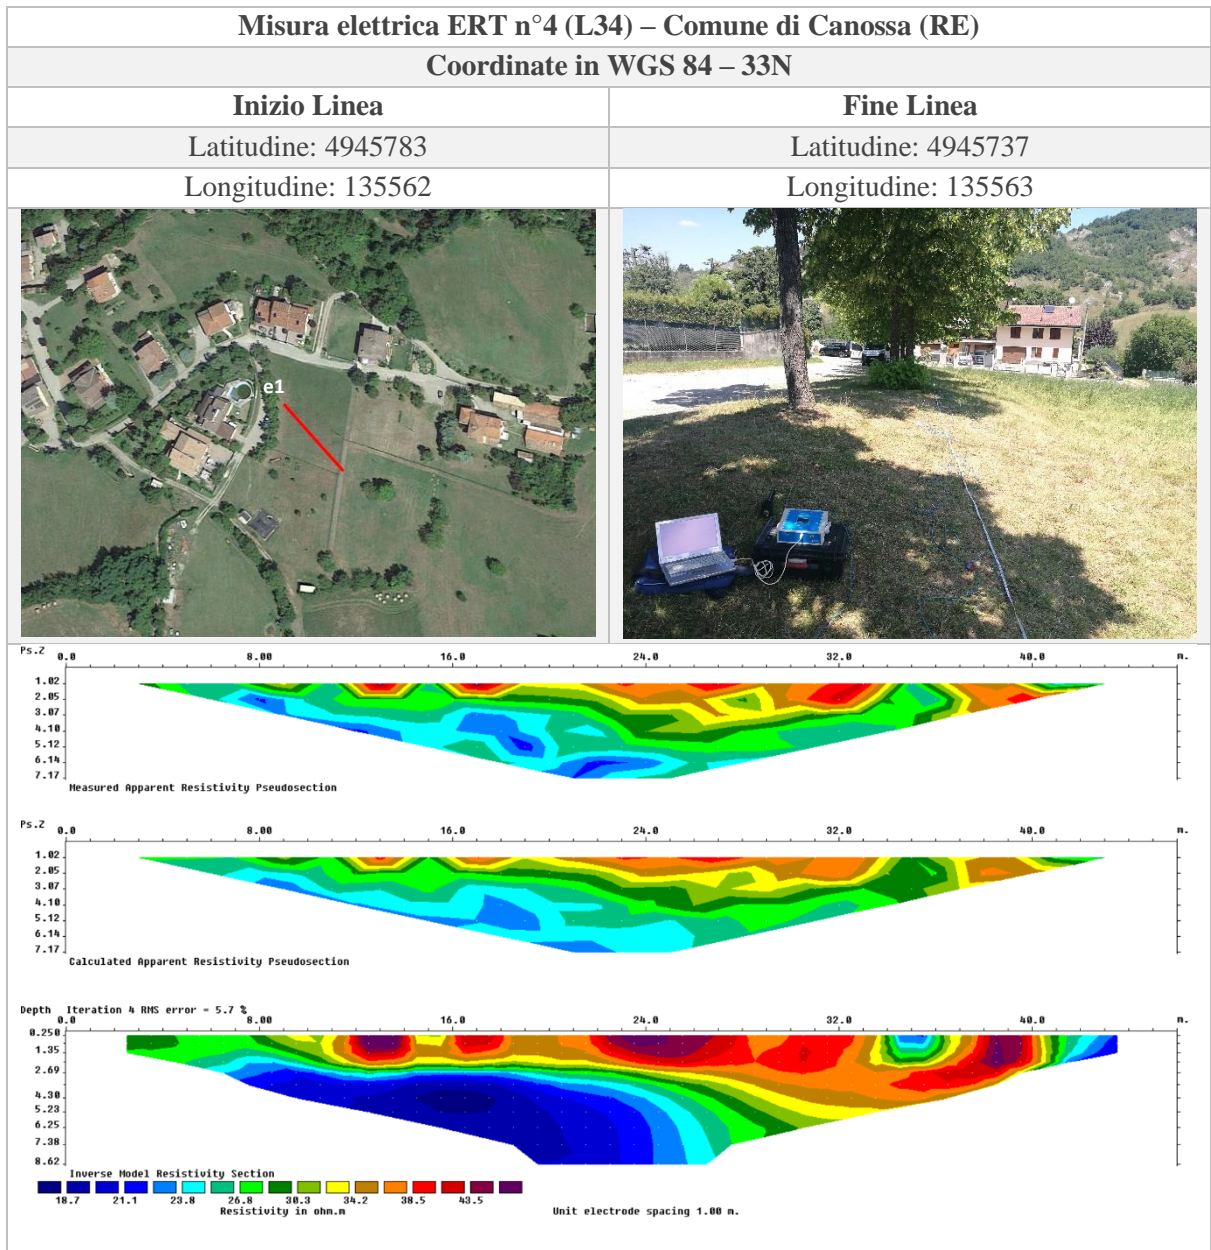 Misura elettrica ERT n°4 (L34) – Comune di Canossa (RE)
Coordinate in WGS 84 – 33N
Inizio Linea Fine Linea
Latitudine: 4945783 Latitudine: 4945737
Longitudine: 135562 Longitudine: 135563
e1
Ps.Z 0.0 8.00 16.0 24.0 32.0 40.0 m.
1.02
2.05
3.07
4.10
5.12
6.14
7.17
Measured Apparent Resistivity Pseudosection
Ps.Z 0.0 8.00 16.0 24.0 32.0 40.0 m.
1.02
2.05
3.07
4.10
5.12
6.14
7.17
Calculated Apparent Resistivity Pseudosection
Depth Iteration 4 RMS error = 5.7 %
0.0 8.00 16.0 24.0 32.0 40.0 m.
0.250
1.35
2.69
4.30
5.23
6.25
7.38
8.62
Inverse Model Resistivity Section
18.7 21.1 23.8 26.8 30.3 34.2 38.5 43.5
Resistivity in ohm.m Unit electrode spacing 1.00 m.